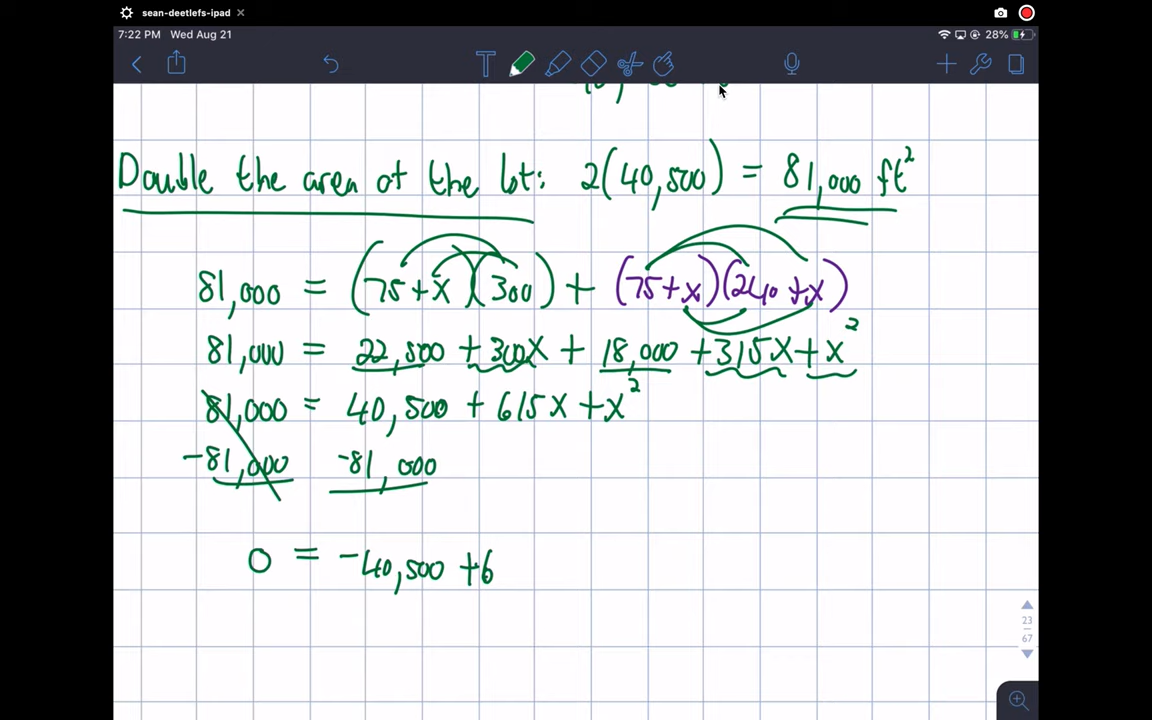 sean-deetlefs-ipad
7:22 PM Wed Aug 21 28%
T
Double the area of the lot: 2(40,500) = 81,000 ft²
81,000 = (75+x)(300) + (75+x)(240+x)
81,000 = 22,500 + 300x + 18,000 + 315x + x²
81,000 = 40,500 + 615x + x²
-81,000 -81,000
0 = -40,500 + 6
23
67